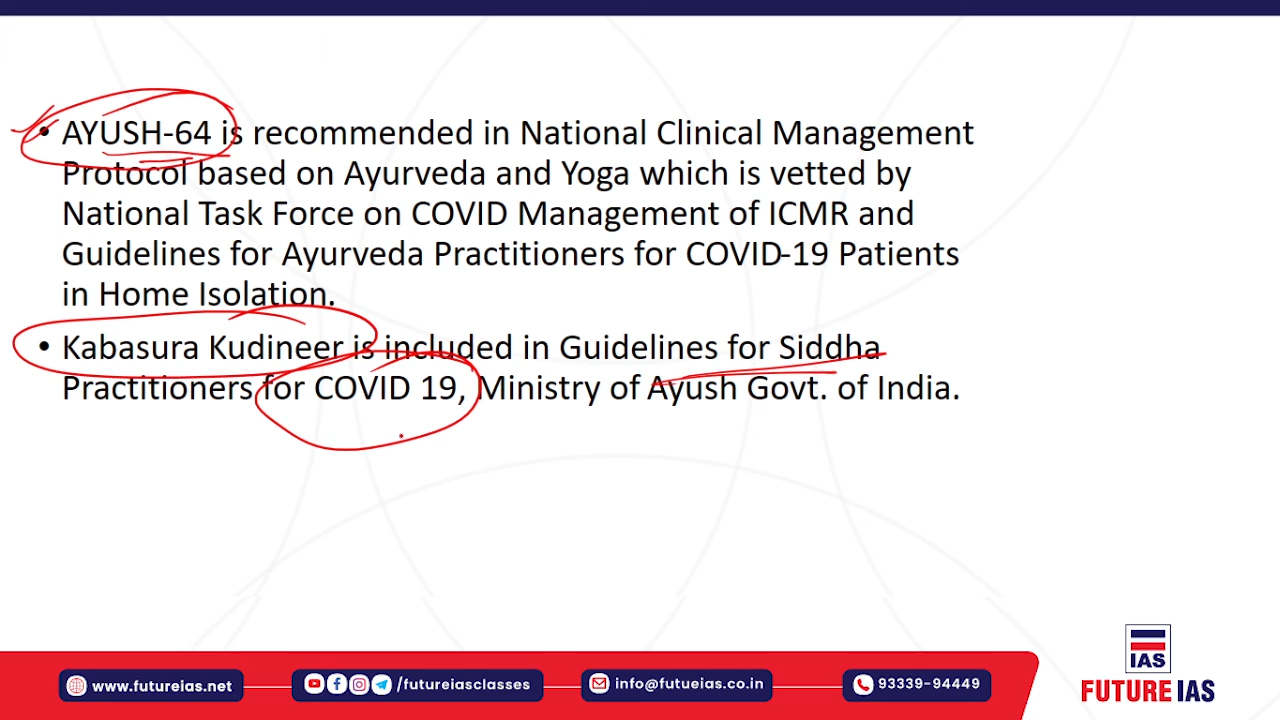 • AYUSH-64 is recommended in National Clinical Management
Protocol based on Ayurveda and Yoga which is vetted by
National Task Force on COVID Management of ICMR and
Guidelines for Ayurveda Practitioners for COVID-19 Patients
in Home Isolation.
• Kabasura Kudineer is included in Guidelines for Siddha
Practitioners for COVID 19, Ministry of Ayush Govt. of India.
IAS
FUTURE IAS
www.futureias.net
/futureiasclasses
info@futueias.co.in
93339-94449